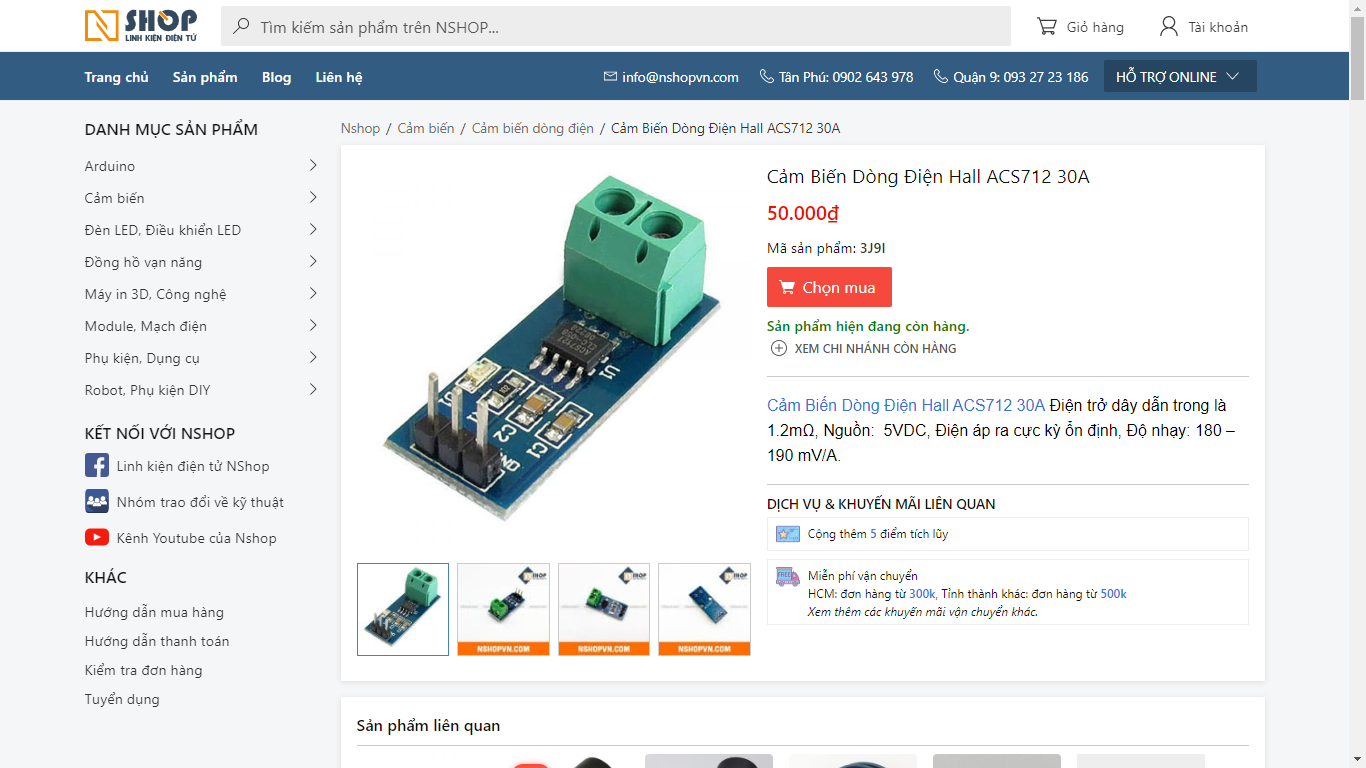 NSHOP
LINH KIỆN ĐIỆN TỬ
Tìm kiếm sản phẩm trên NSHOP...
Giỏ hàng
Tài khoản
Trang chủ
Sản phẩm
Blog
Liên hệ
info@nshopvn.com
Tân Phú: 0902 643 978
Quận 9: 093 27 23 186
HỖ TRỢ ONLINE
DANH MỤC SẢN PHẨM
Arduino
Cảm biến
Đèn LED, Điều khiển LED
Đồng hồ vạn năng
Máy in 3D, Công nghệ
Module, Mạch điện
Phụ kiện, Dụng cụ
Robot, Phụ kiện DIY
KẾT NỐI VỚI NSHOP
Linh kiện điện tử NShop
Nhóm trao đổi về kỹ thuật
Kênh Youtube của Nshop
KHÁC
Hướng dẫn mua hàng
Hướng dẫn thanh toán
Kiểm tra đơn hàng
Tuyển dụng
Nshop / Cảm biến / Cảm biến dòng điện / Cảm Biến Dòng Điện Hall ACS712 30A
U1
C2
C1
NSHOPVN.COM
NSHOPVN.COM
NSHOPVN.COM
Cảm Biến Dòng Điện Hall ACS712 30A
50.000₫
Mã sản phẩm: 3J9I
Chọn mua
Sản phẩm hiện đang còn hàng.
XEM CHI NHÁNH CÒN HÀNG
Cảm Biến Dòng Điện Hall ACS712 30A Điện trở dây dẫn trong là
1.2mΩ, Nguồn:  5VDC, Điện áp ra cực kỳ ổn định, Độ nhạy: 180 –
190 mV/A.
DỊCH VỤ & KHUYẾN MÃI LIÊN QUAN
Cộng thêm 5 điểm tích lũy
FREE
Miễn phí vận chuyển
HCM: đơn hàng từ 300k, Tỉnh thành khác: đơn hàng từ 500k
Xem thêm các khuyến mãi vận chuyển khác.
Sản phẩm liên quan